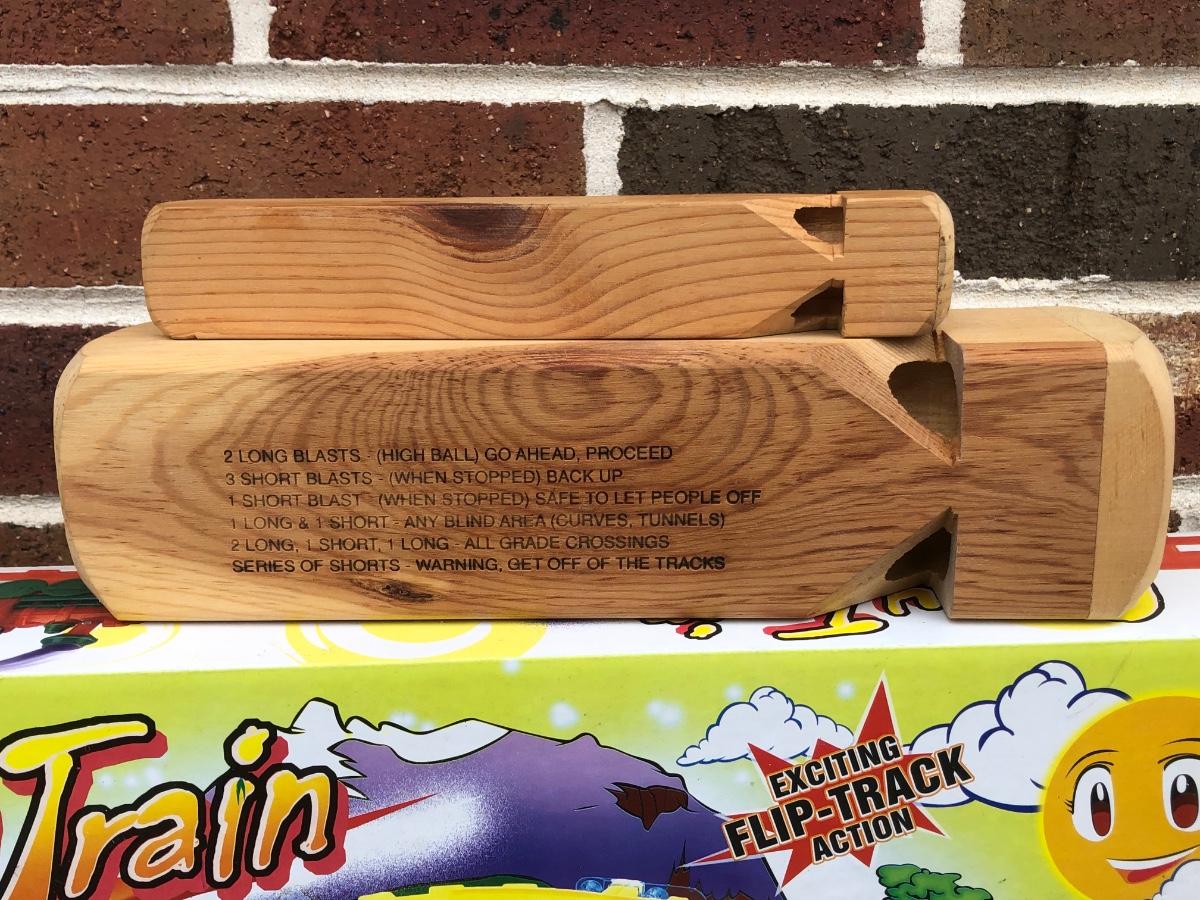 2 LONG BLASTS - (HIGH BALL) GO AHEAD, PROCEED
3 SHORT BLASTS - (WHEN STOPPED) BACK UP
1 SHORT BLAST - (WHEN STOPPED) SAFE TO LET PEOPLE OFF
1 LONG & 1 SHORT - ANY BLIND AREA (CURVES, TUNNELS)
2 LONG, 1 SHORT, 1 LONG - ALL GRADE CROSSINGS
SERIES OF SHORTS - WARNING, GET OFF OF THE TRACKS
Train
EXCITING
FLIP-TRACK
ACTION